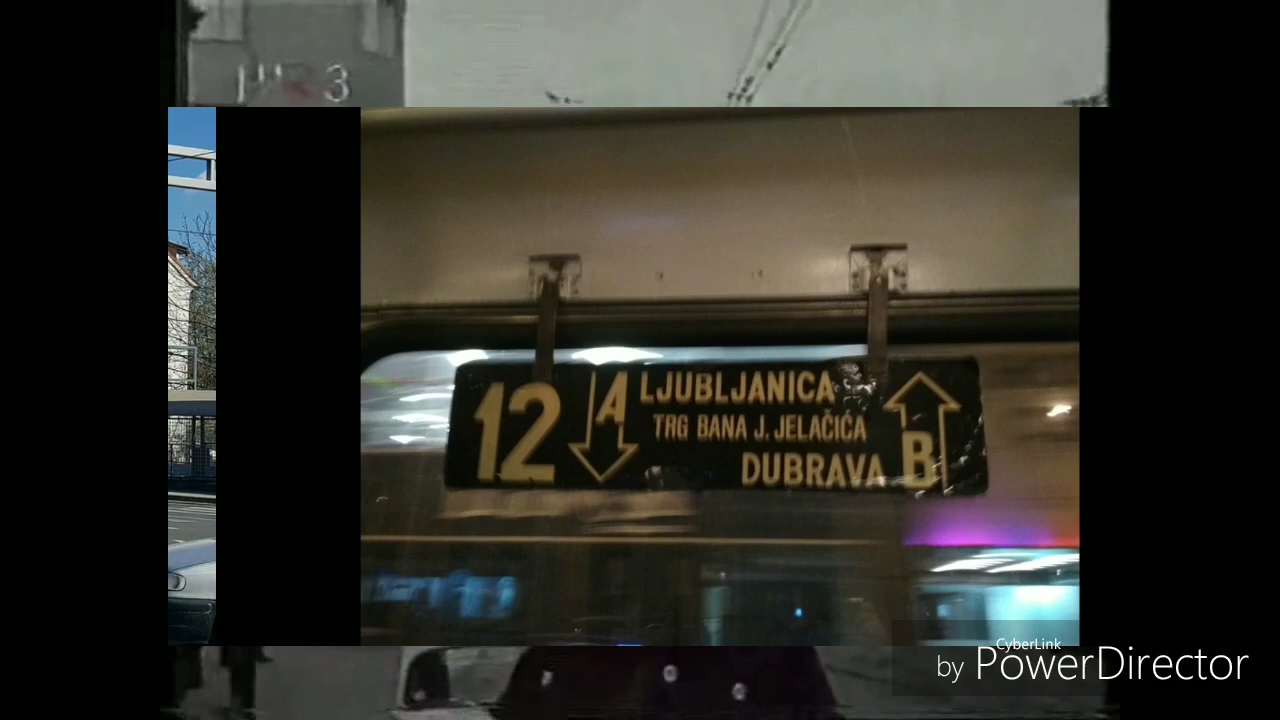 12 A LJUBLJANICA
TRG BANA J. JELAČIĆA
DUBRAVA B
CyberLink
by PowerDirector